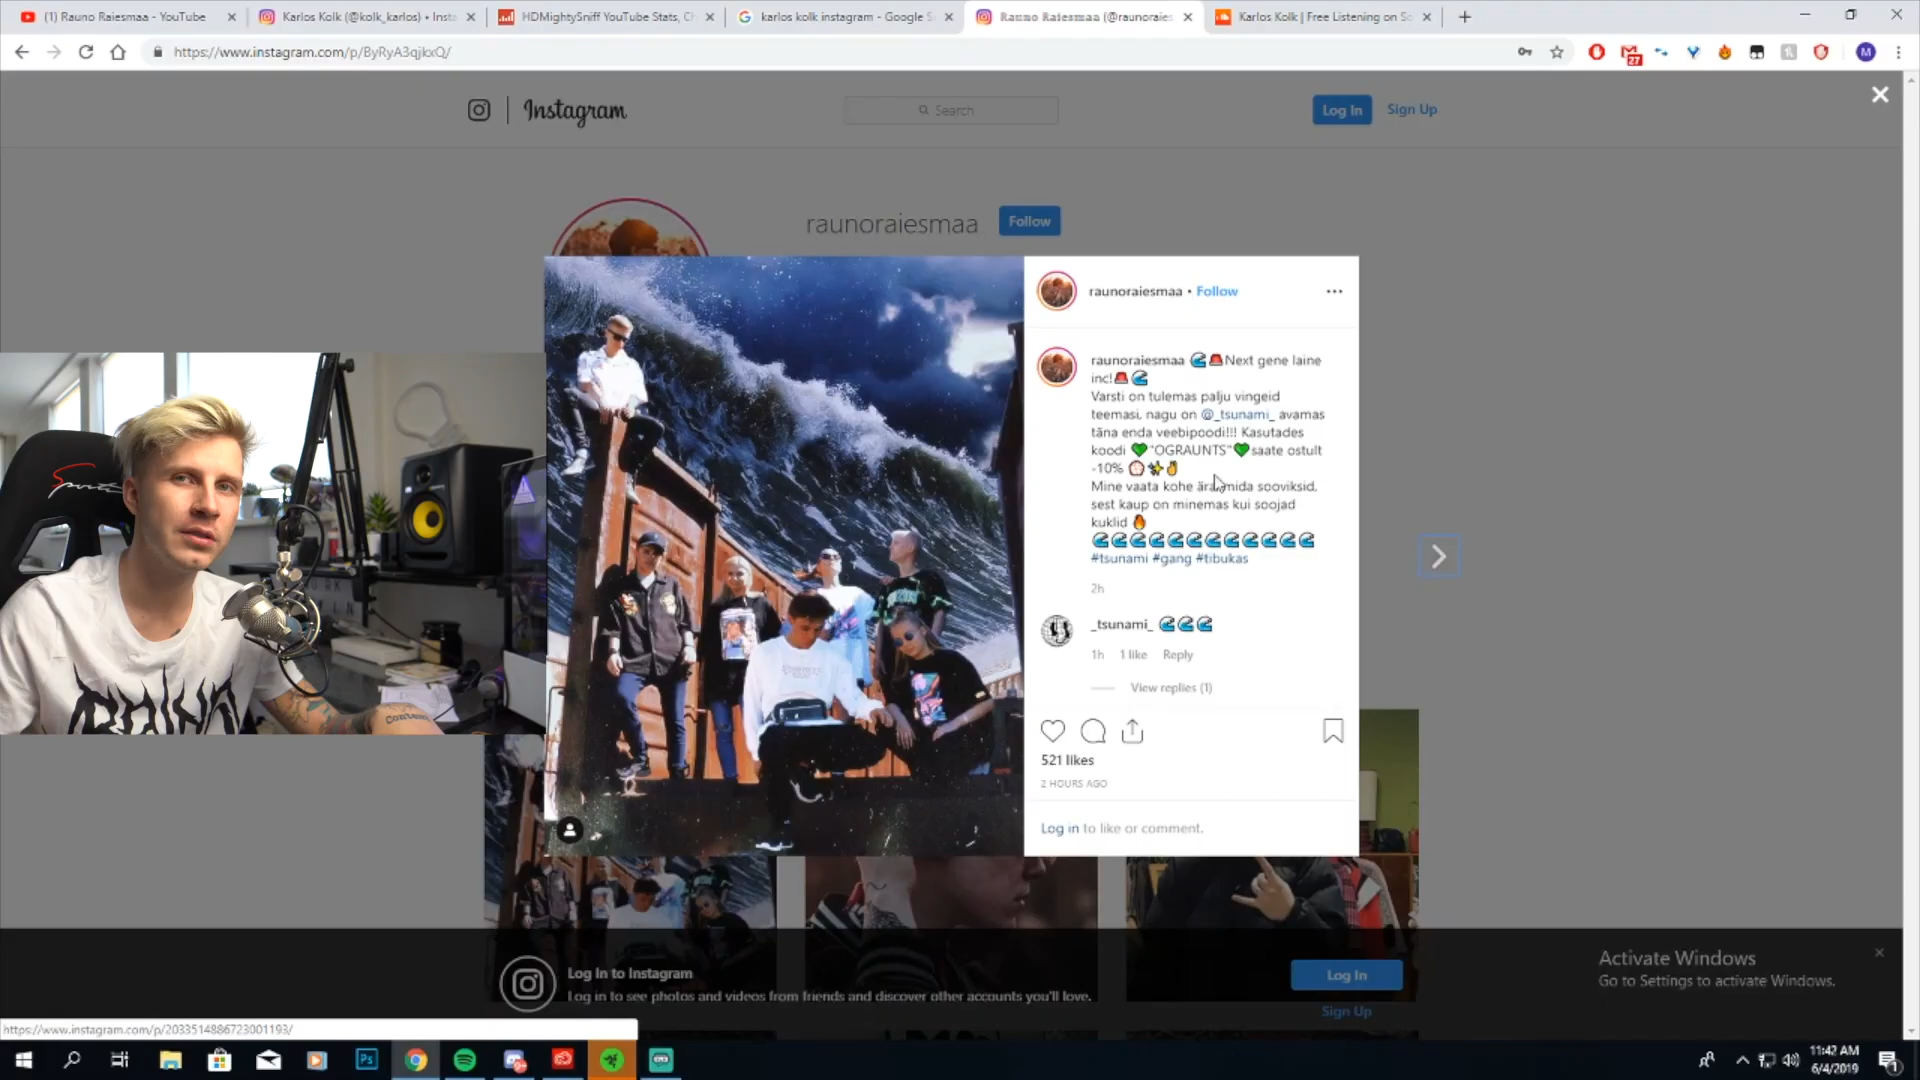 (1) Rauno Raiesmaa - YouTube
Karlos Kolk (@kolk_karlos) • Insta
HDMightySniff YouTube Stats, Ch
karlos kolk instagram - Google S
Rauno Raiesmaa (@raunoraies
Karlos Kolk | Free Listening on So
https://www.instagram.com/p/ByRyA3qjkxQ/
27
M
Instagram
Search
Log In
Sign Up
raunoraiesmaa
Follow
raunoraiesmaa • Follow
raunoraiesmaa 🌊🚨Next gene laine
inc!🚨🌊
Varsti on tulemas palju vingeid
teemasi, nagu on @_tsunami_ avamas
täna enda veebipoodi!!! Kasutades
koodi 💚"OGRAUNTS"💚saate ostult
-10%
Mine vaata kohe ära mida sooviksid,
sest kaup on minemas kui soojad
kuklid 🔥
🌊🌊🌊🌊🌊🌊🌊🌊🌊🌊🌊🌊
#tsunami #gang #tibukas
2h
_tsunami_ 🌊🌊🌊
1h 1 like Reply
View replies (1)
521 likes
2 HOURS AGO
Log in to like or comment.
Log In to Instagram
Log in to see photos and videos from friends and discover other accounts you'll love.
Log In
Sign Up
Activate Windows
Go to Settings to activate Windows.
https://www.instagram.com/p/2033514886723001193/
Ps
11:42 AM
6/4/2019
1